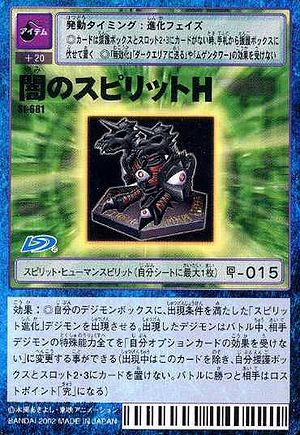 発動タイミング:進化フェイズ
アイテム
◎カードは援護ボックスとスロット2・3にカードがない時、手札から援護ボックスに
伏せて置く ◎「無効化」「ダークエリアに送る」や「ムゲンタワー」の効果を受けない
+20
闇のスピリットH
St-681
スピリット・ヒューマンスピリット(自分シートに最大1枚)
-015
効果:◎自分のデジモンボックスに、出現条件を満たした「スピリッ
ト進化」デジモンを出現させる。出現したデジモンはバトル中、相手
デジモンの特殊能力全てを「自分オプションカードの効果を受けな
い」に変更する事ができる(出現中はこのカードを除き、自分援護ボッ
クスとスロット2・3にカードを置けない。バトルに勝つと相手はロス
トポイント「究」になる)
©本郷あきよし・東映アニメーション
BANDAI 2002 MADE IN JAPAN